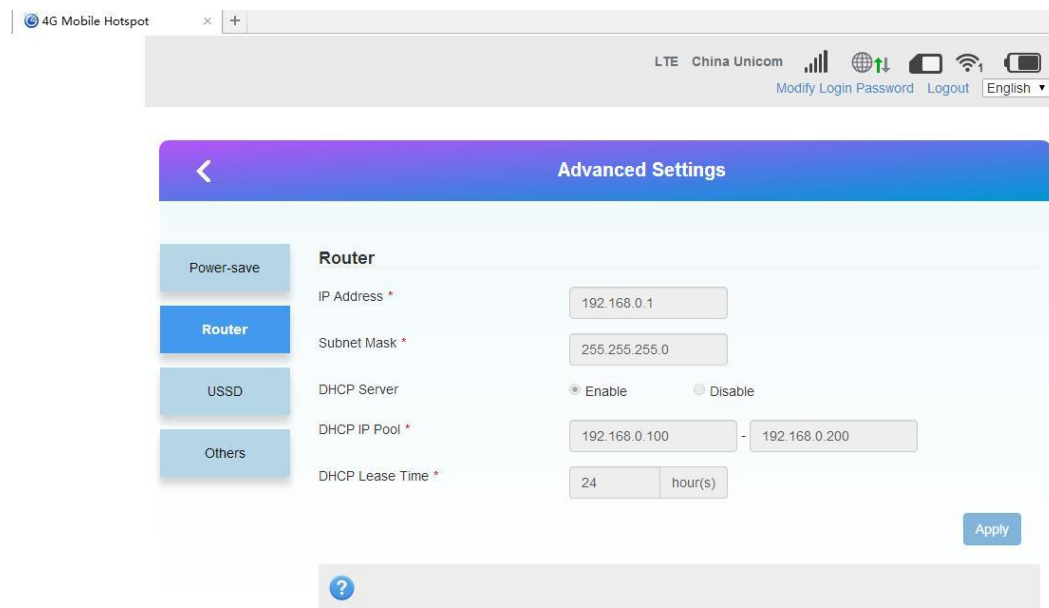 4G Mobile Hotspot × +
LTE China Unicom 1
Modify Login Password Logout English
Advanced Settings
Power-save
Router
USSD
Others
Router
IP Address * 192.168.0.1
Subnet Mask * 255.255.255.0
DHCP Server Enable Disable
DHCP IP Pool * 192.168.0.100 - 192.168.0.200
DHCP Lease Time * 24 hour(s)
Apply
?